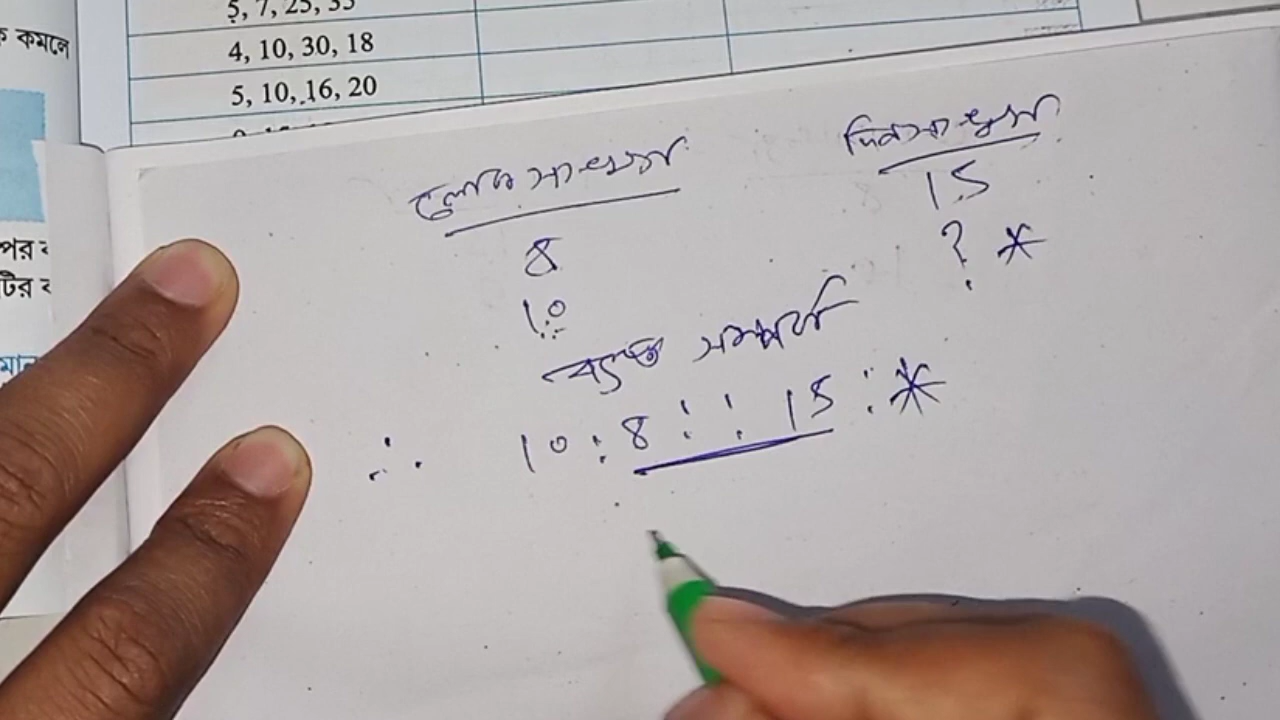 ক কমলে
5, 7, 25, 35
4, 10, 30, 18
5, 10, 16, 20
পর ব
টির ব
মান
লোক সংখ্যা দিন সংখ্যা
8 15
10 ? *
ব্যস্ত সম্পর্ক
∴ 10 : 8 : : 15 : *